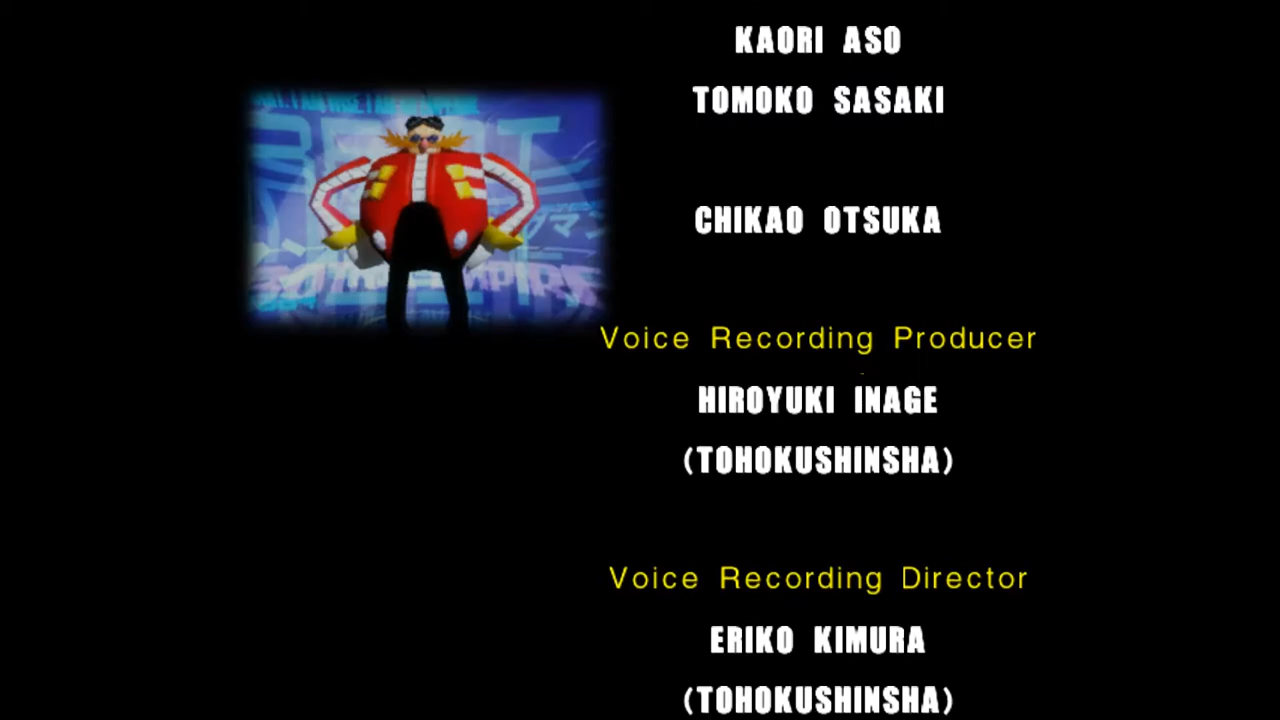 KAORI ASO
TOMOKO SASAKI
CHIKAO OTSUKA
Voice Recording Producer
HIROYUKI INAGE
(TOHOKUSHINSHA)
Voice Recording Director
ERIKO KIMURA
(TOHOKUSHINSHA)